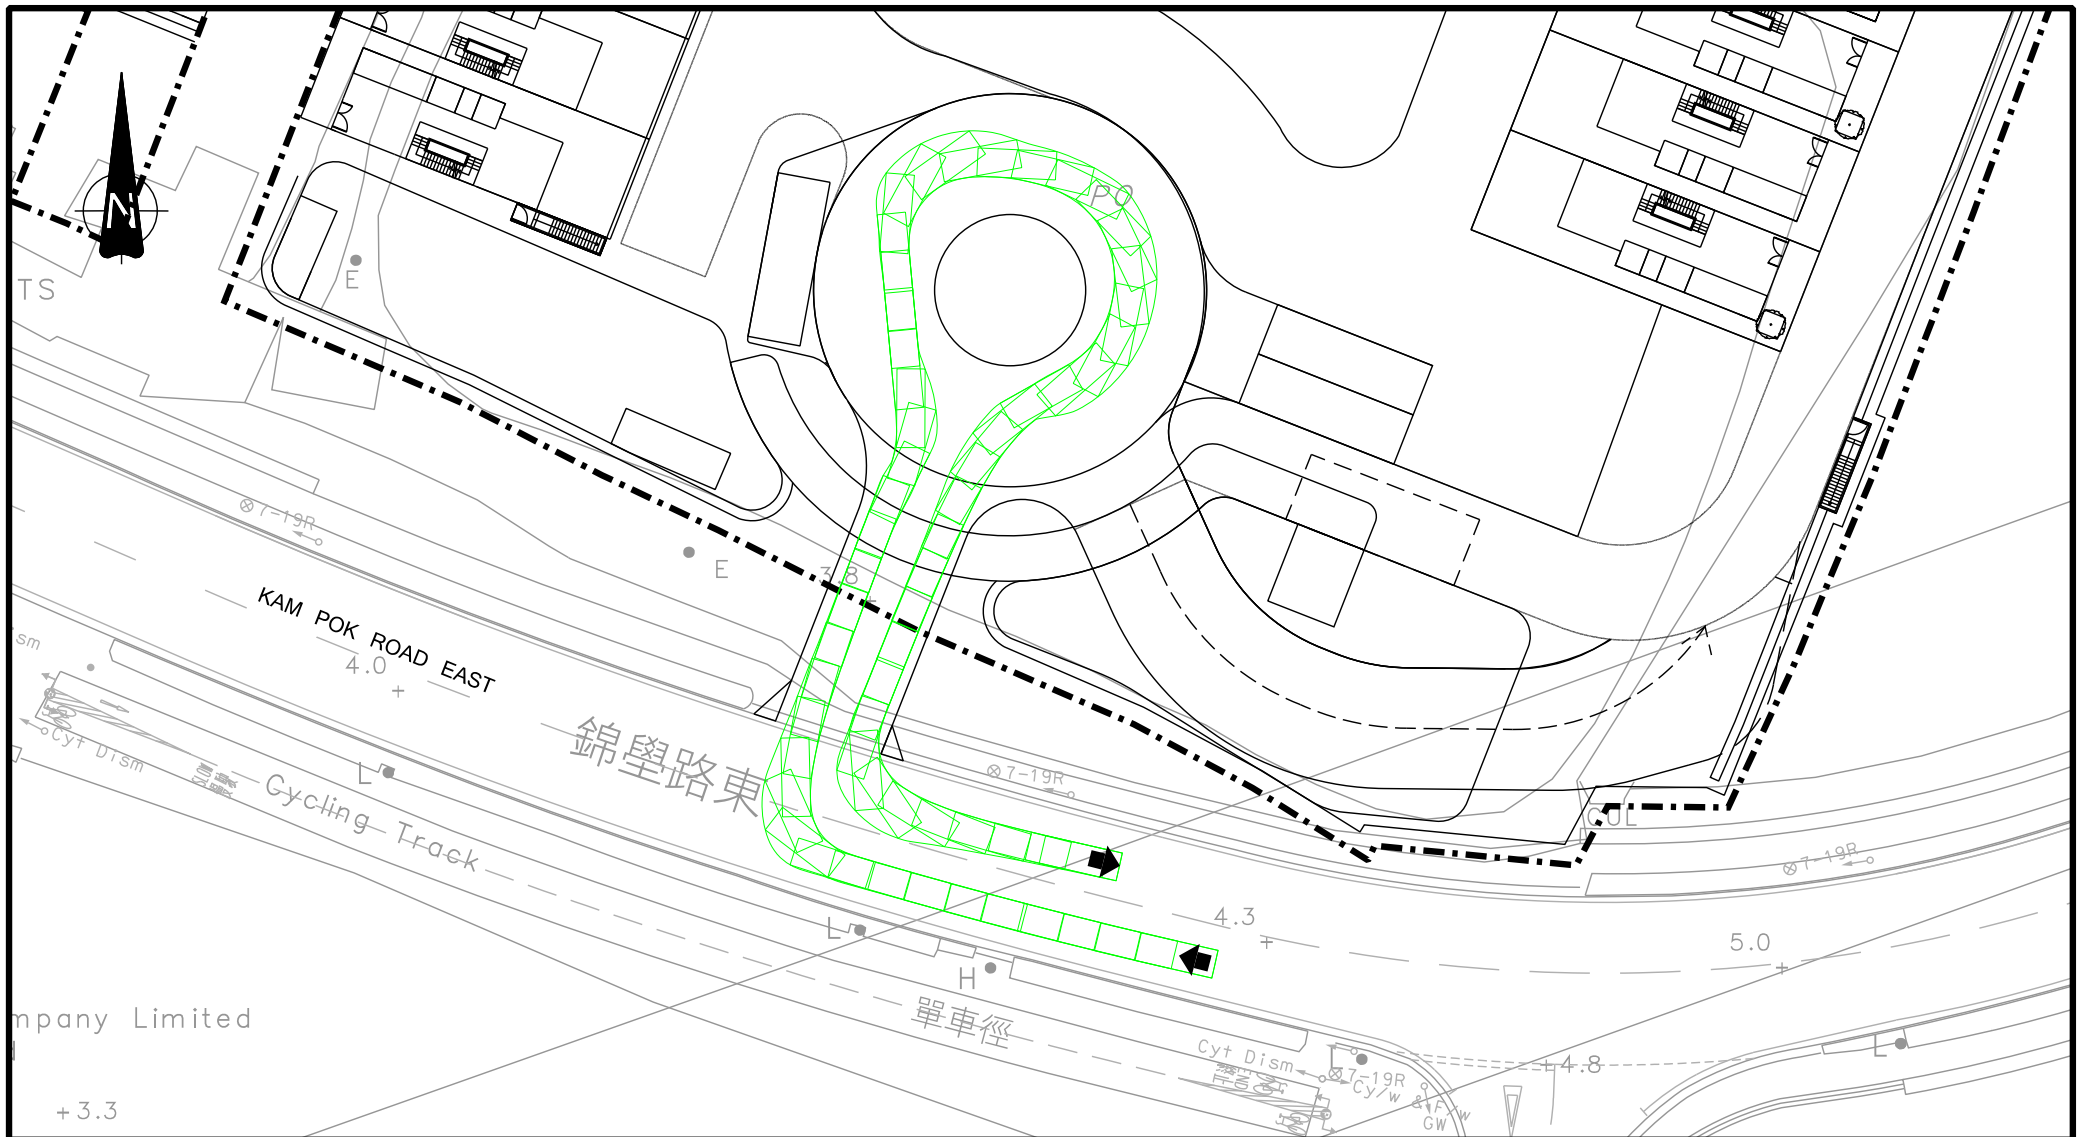 N
PO
E
TS
7-19R
E
3.8
KAM POK ROAD EAST
sm
4.0
錦壆路東
Cyt Dism
L
7-19R
Cycling Track
CUL
7-19R
4.3
L
5.0
H
mpany Limited
單車徑
Cyt Dism
L
L
4.8
7-19R
Cy/w & F/w
GW
+3.3